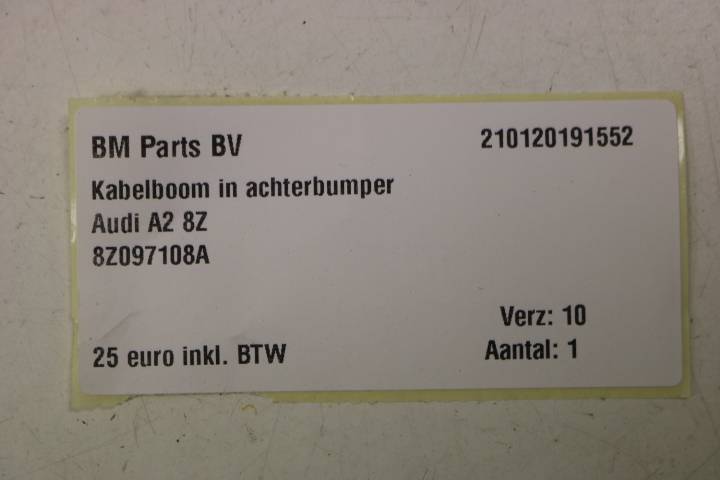 BM Parts BV 210120191552
Kabelboom in achterbumper
Audi A2 8Z
8Z097108A
Verz: 10
25 euro inkl. BTW Aantal: 1